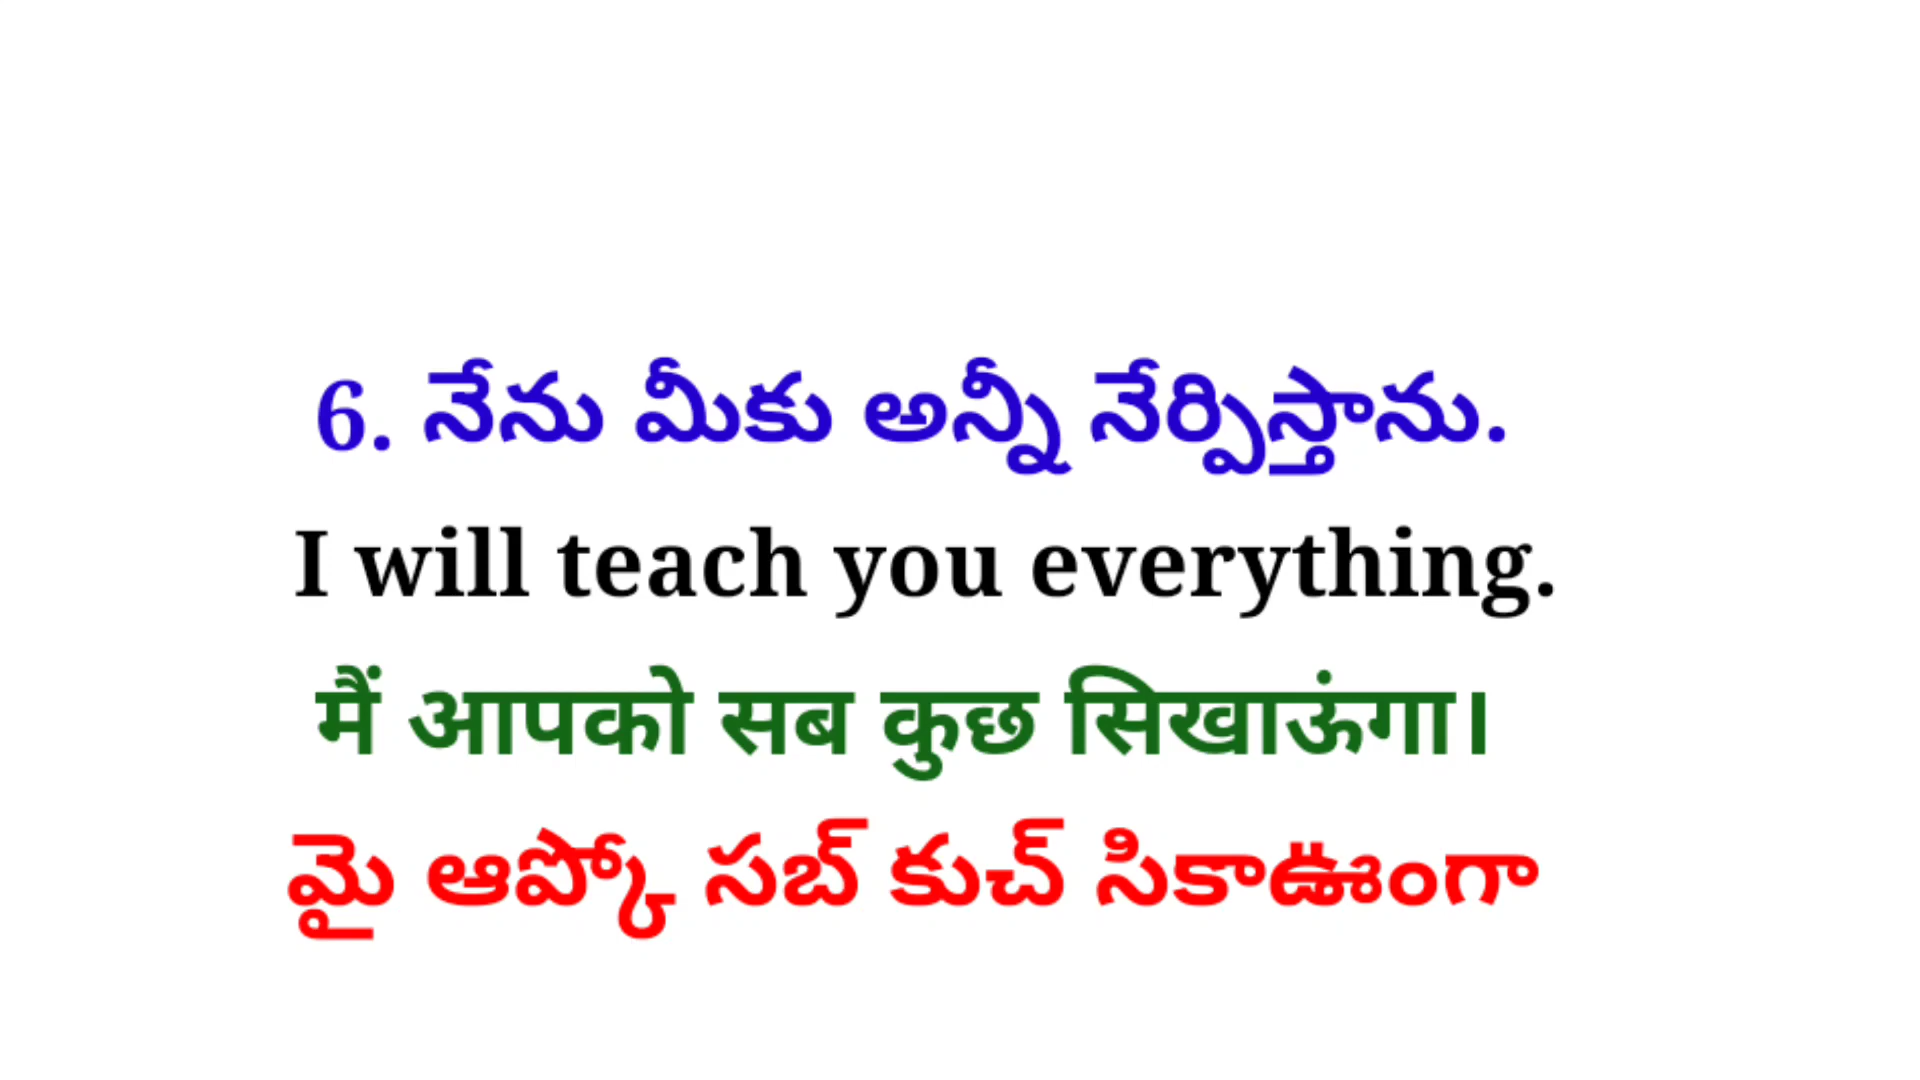 6. నేను మీకు అన్నీ నేర్పిస్తాను.
I will teach you everything.
मैं आपको सब कुछ सिखाऊंगा।
మై ఆప్కో సబ్ కుచ్ సికాఊంగా